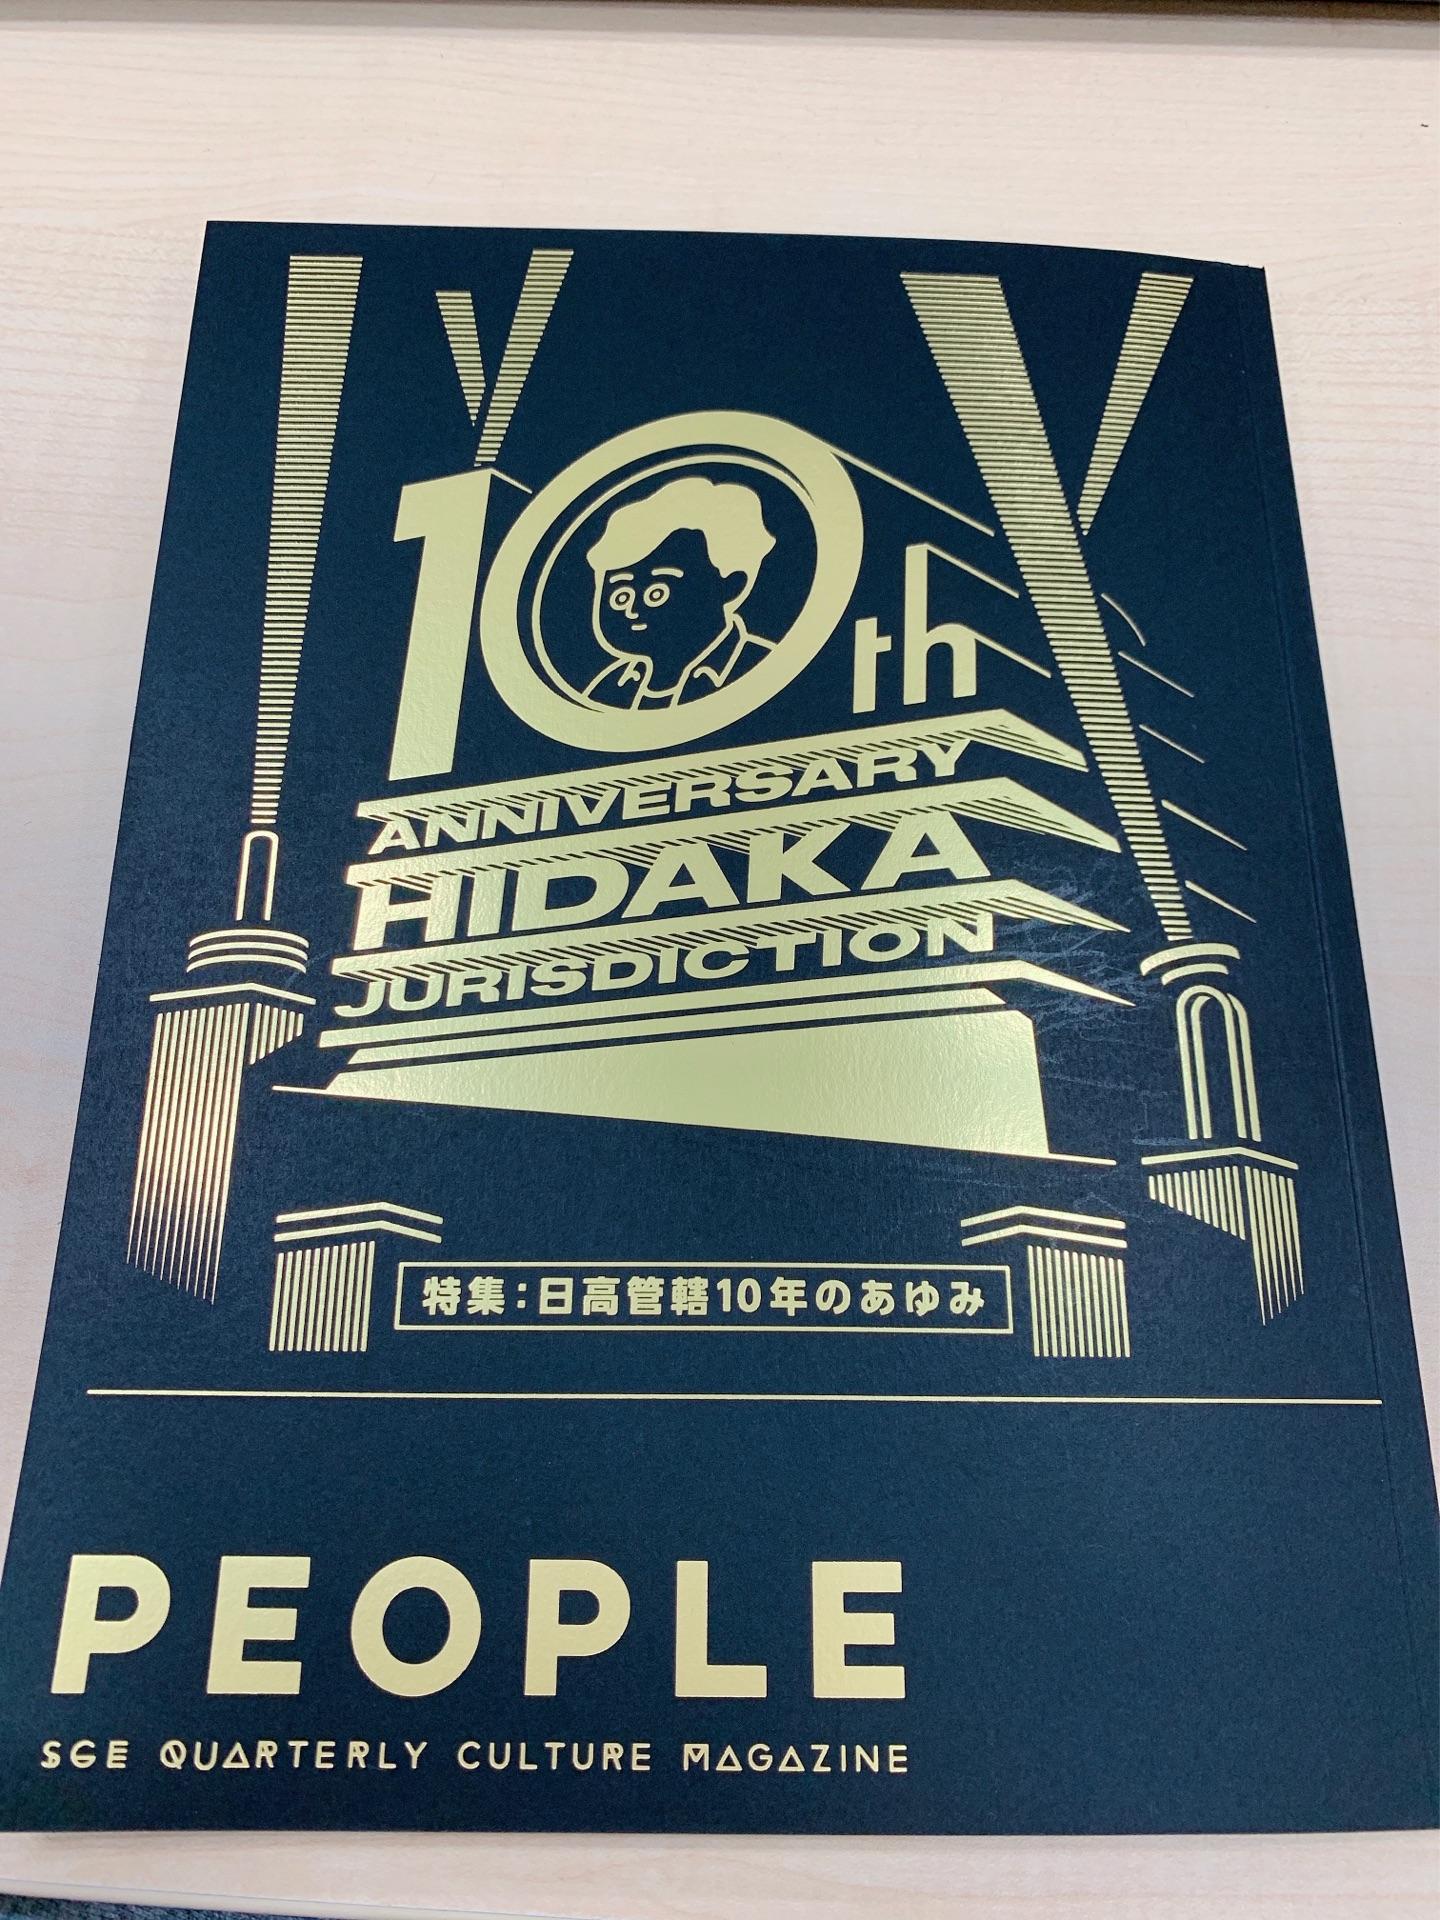 10th
ANNIVERSARY
HIDAKA
JURISDICTION
特集:日高管轄10年のあゆみ
PEOPLE
SGE QUARTERLY CULTURE MAGAZINE